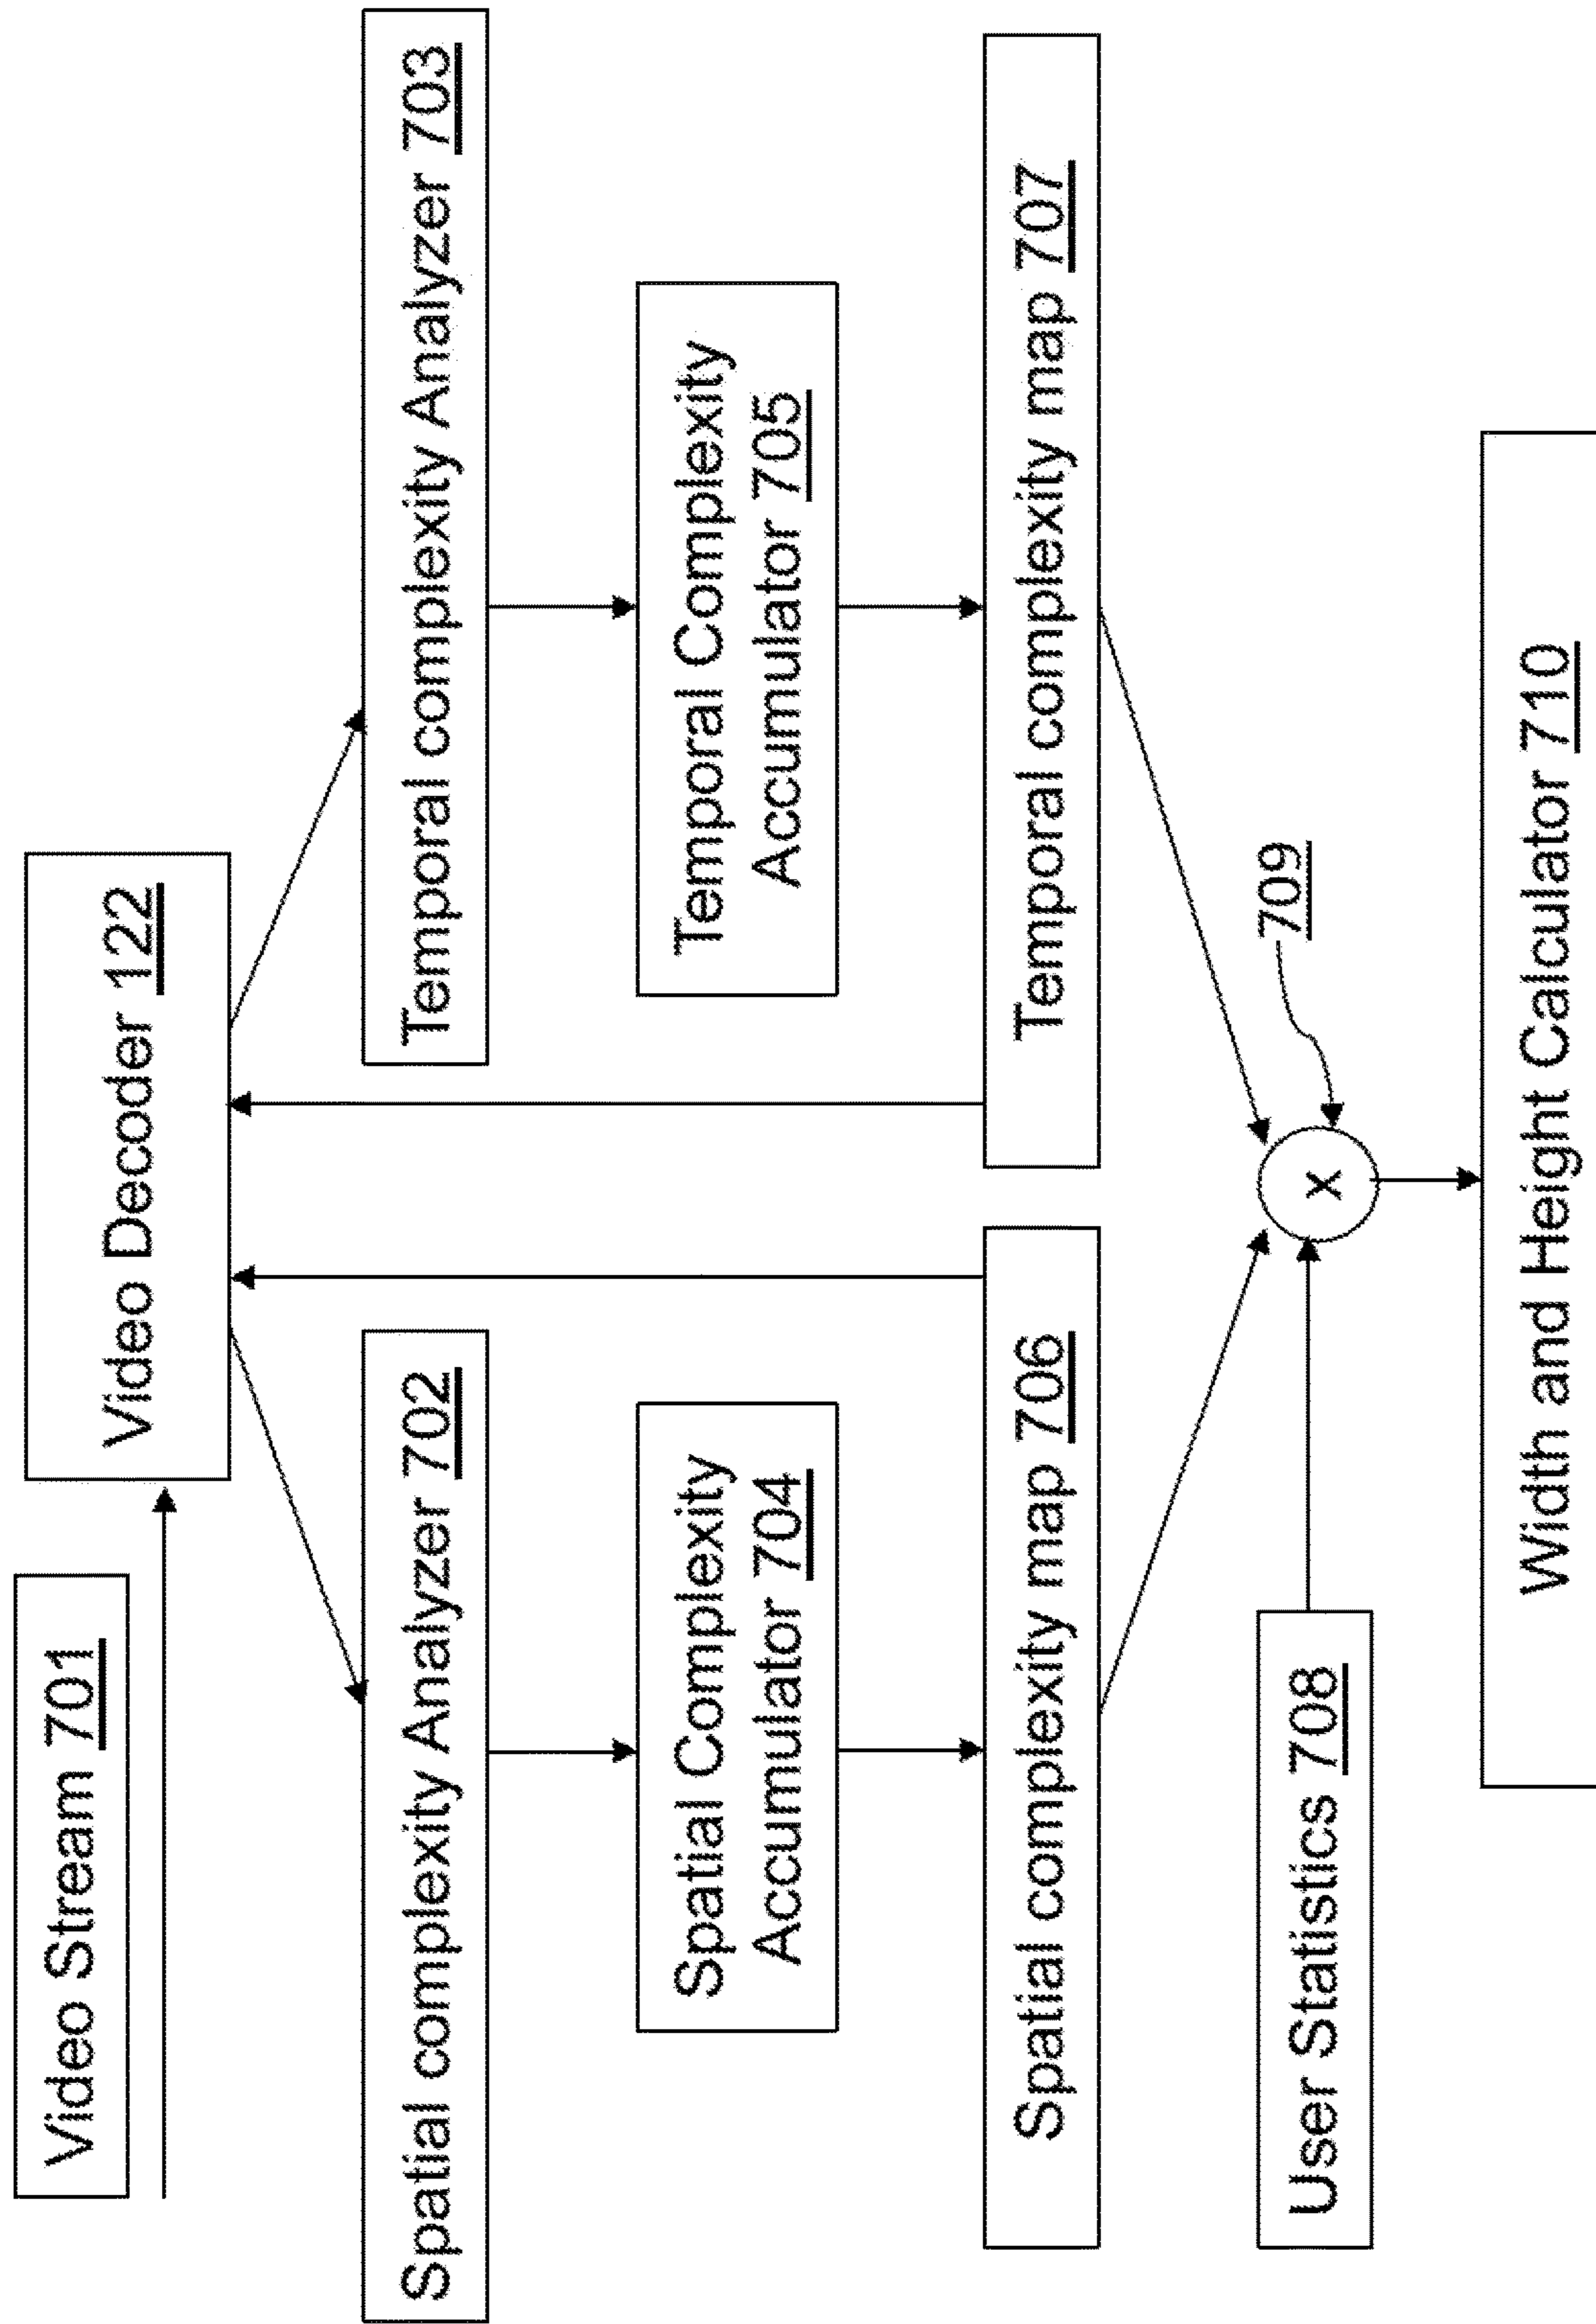 Video Stream 701
Video Decoder 122
Spatial complexity Analyzer 702
Temporal complexity Analyzer 703
Spatial Complexity
Accumulator 704
Temporal Complexity
Accumulator 705
Spatial complexity map 706
Temporal complexity map 707
User Statistics 708
x
709
Width and Height Calculator 710